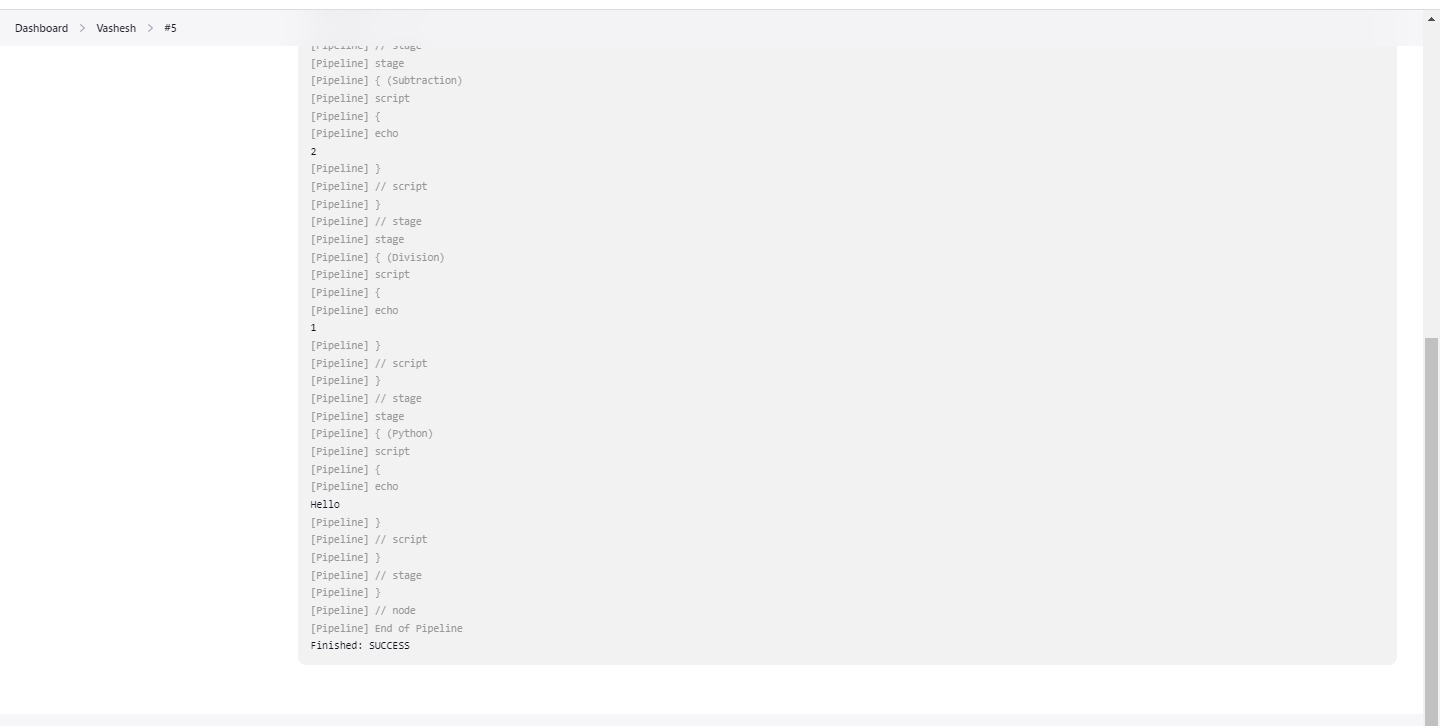 Dashboard > Vashesh > #5
[Pipeline] // stage
[Pipeline] stage
[Pipeline] { (Subtraction)
[Pipeline] script
[Pipeline] {
[Pipeline] echo
2
[Pipeline] }
[Pipeline] // script
[Pipeline] }
[Pipeline] // stage
[Pipeline] stage
[Pipeline] { (Division)
[Pipeline] script
[Pipeline] {
[Pipeline] echo
1
[Pipeline] }
[Pipeline] // script
[Pipeline] }
[Pipeline] // stage
[Pipeline] stage
[Pipeline] { (Python)
[Pipeline] script
[Pipeline] {
[Pipeline] echo
Hello
[Pipeline] }
[Pipeline] // script
[Pipeline] }
[Pipeline] // stage
[Pipeline] }
[Pipeline] // node
[Pipeline] End of Pipeline
Finished: SUCCESS